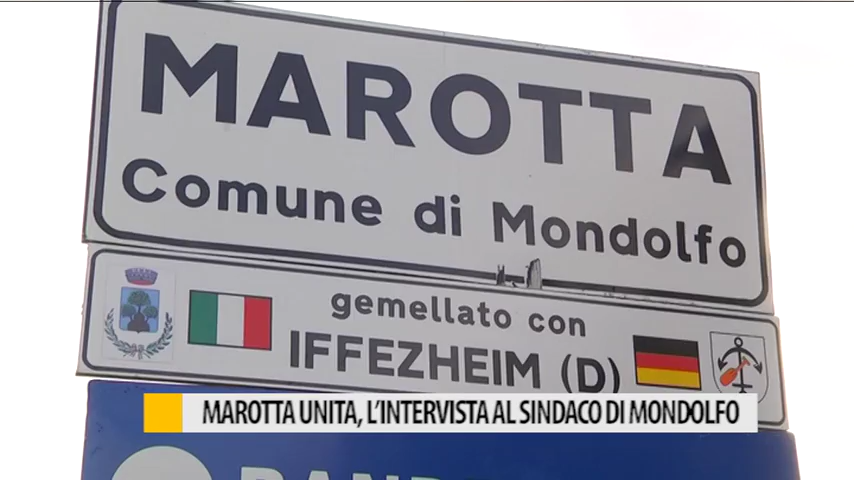 MAROTTA
Comune di Mondolfo
gemellato con
IFFEZHEIM (D)
MAROTTA UNITA, L'INTERVISTA AL SINDACO DI MONDOLFO